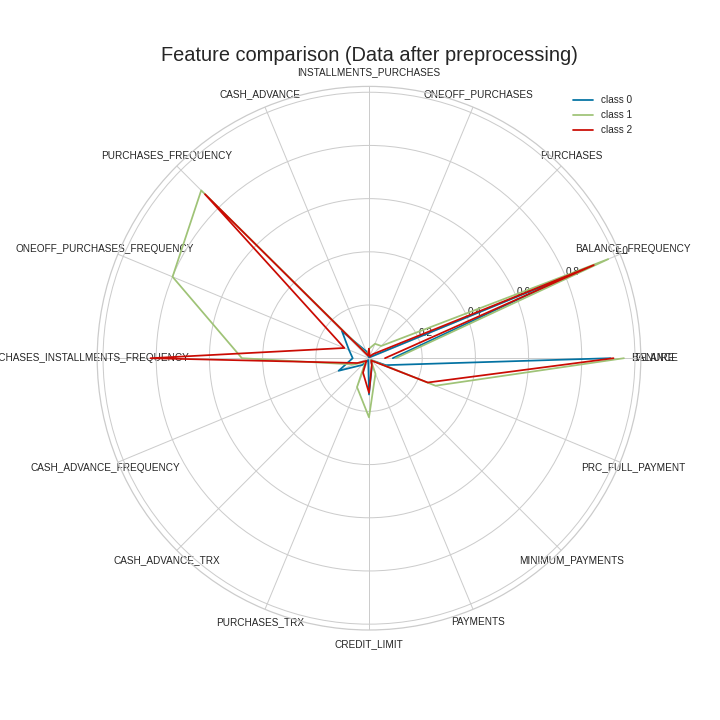 Feature comparison (Data after preprocessing)
INSTALLMENTS_PURCHASES
CASH_ADVANCE
ONEOFF_PURCHASES
class 0
class 1
class 2
PURCHASES_FREQUENCY
PURCHASES
ONEOFF_PURCHASES_FREQUENCY
BALANCE_FREQUENCY
1.0
0.8
0.6
0.4
0.2
CHASES_INSTALLMENTS_FREQUENCY
BALANCE
TENURE
CASH_ADVANCE_FREQUENCY
PRC_FULL_PAYMENT
CASH_ADVANCE_TRX
MINIMUM_PAYMENTS
PURCHASES_TRX
PAYMENTS
CREDIT_LIMIT